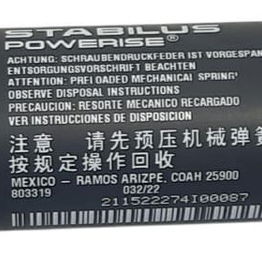 STABILUS
POWERISE®
ACHTUNG: SCHRAUBENDRUCKFEDER IST VORGESPAN
ENTSORGUNGSVORSCHRIFT BEACHTEN
ATTENTION: PRELOADED MECHANICAL SPRING
OBSERVE DISPOSAL INSTRUCTIONS
PRECAUCION: RESORTE MECANICO RECARGADO
VER INSTRUCCIONES DE DISPOSICION
注意 请先预压机械弹簧
按规定操作回收
MEXICO – RAMOS ARIZPE, COAH 25900
803319 032/22
211522274I00087